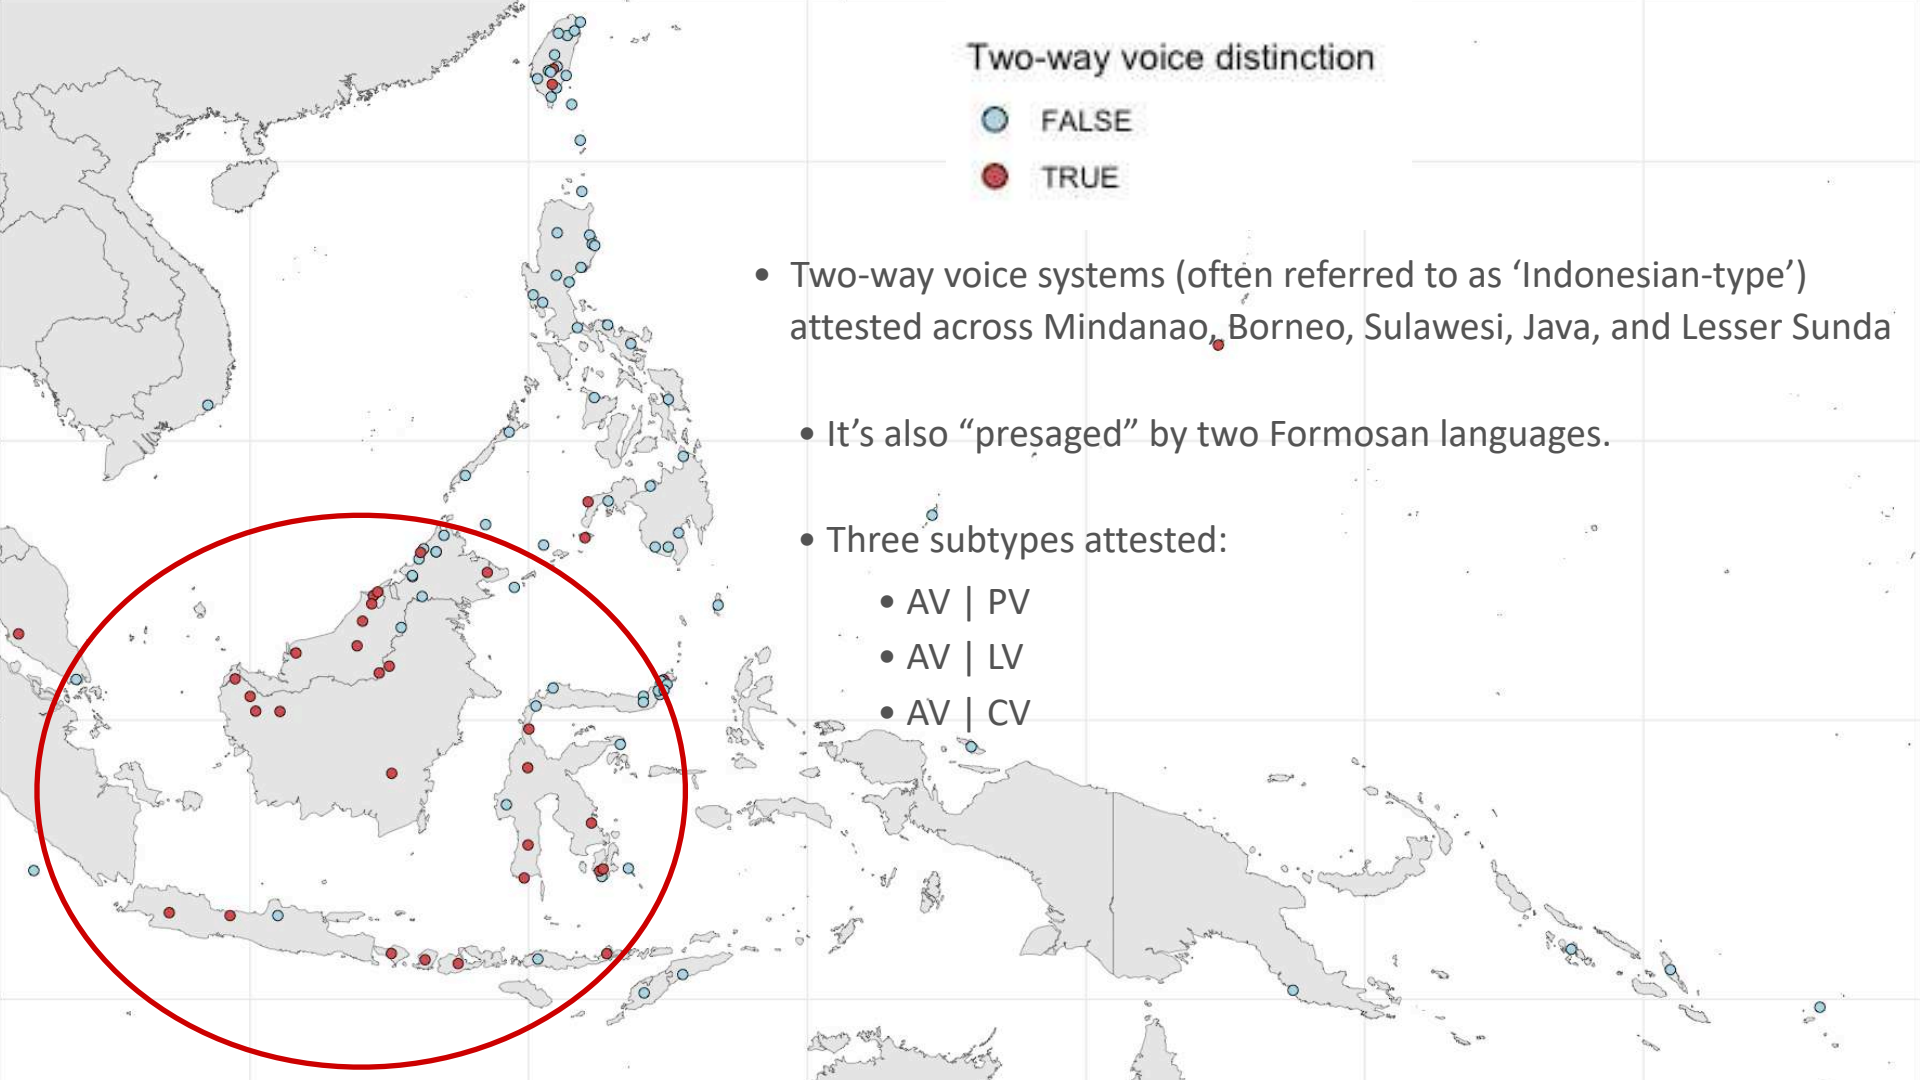 Two-way voice distinction
FALSE
TRUE
• Two-way voice systems (often referred to as ‘Indonesian-type’)
attested across Mindanao, Borneo, Sulawesi, Java, and Lesser Sunda
• It’s also “presaged” by two Formosan languages.
• Three subtypes attested:
• AV | PV
• AV | LV
• AV | CV